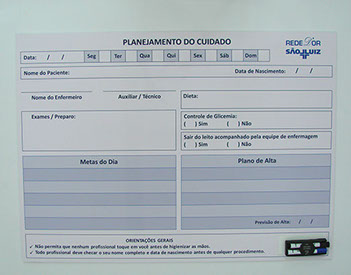 PLANEJAMENTO DO CUIDADO
REDE D'OR
SÃO LUIZ
Data: / / Seg Ter Qua Qui Sex Sáb Dom
Nome do Paciente: Data de Nascimento: / /
Nome do Enfermeiro Auxiliar / Técnico Dieta:
Exames / Preparo: Controle de Glicemia:
( ) Sim ( ) Não
Sair do leito acompanhado pela equipe de enfermagem
( ) Sim ( ) Não
Metas do Dia Plano de Alta
Previsão de Alta: / /
ORIENTAÇÕES GERAIS
✓ Não permita que nenhum profissional toque em você antes de higienizar as mãos.
✓ Todo profissional deve checar o seu nome completo e data de nascimento antes de qualquer procedimento.